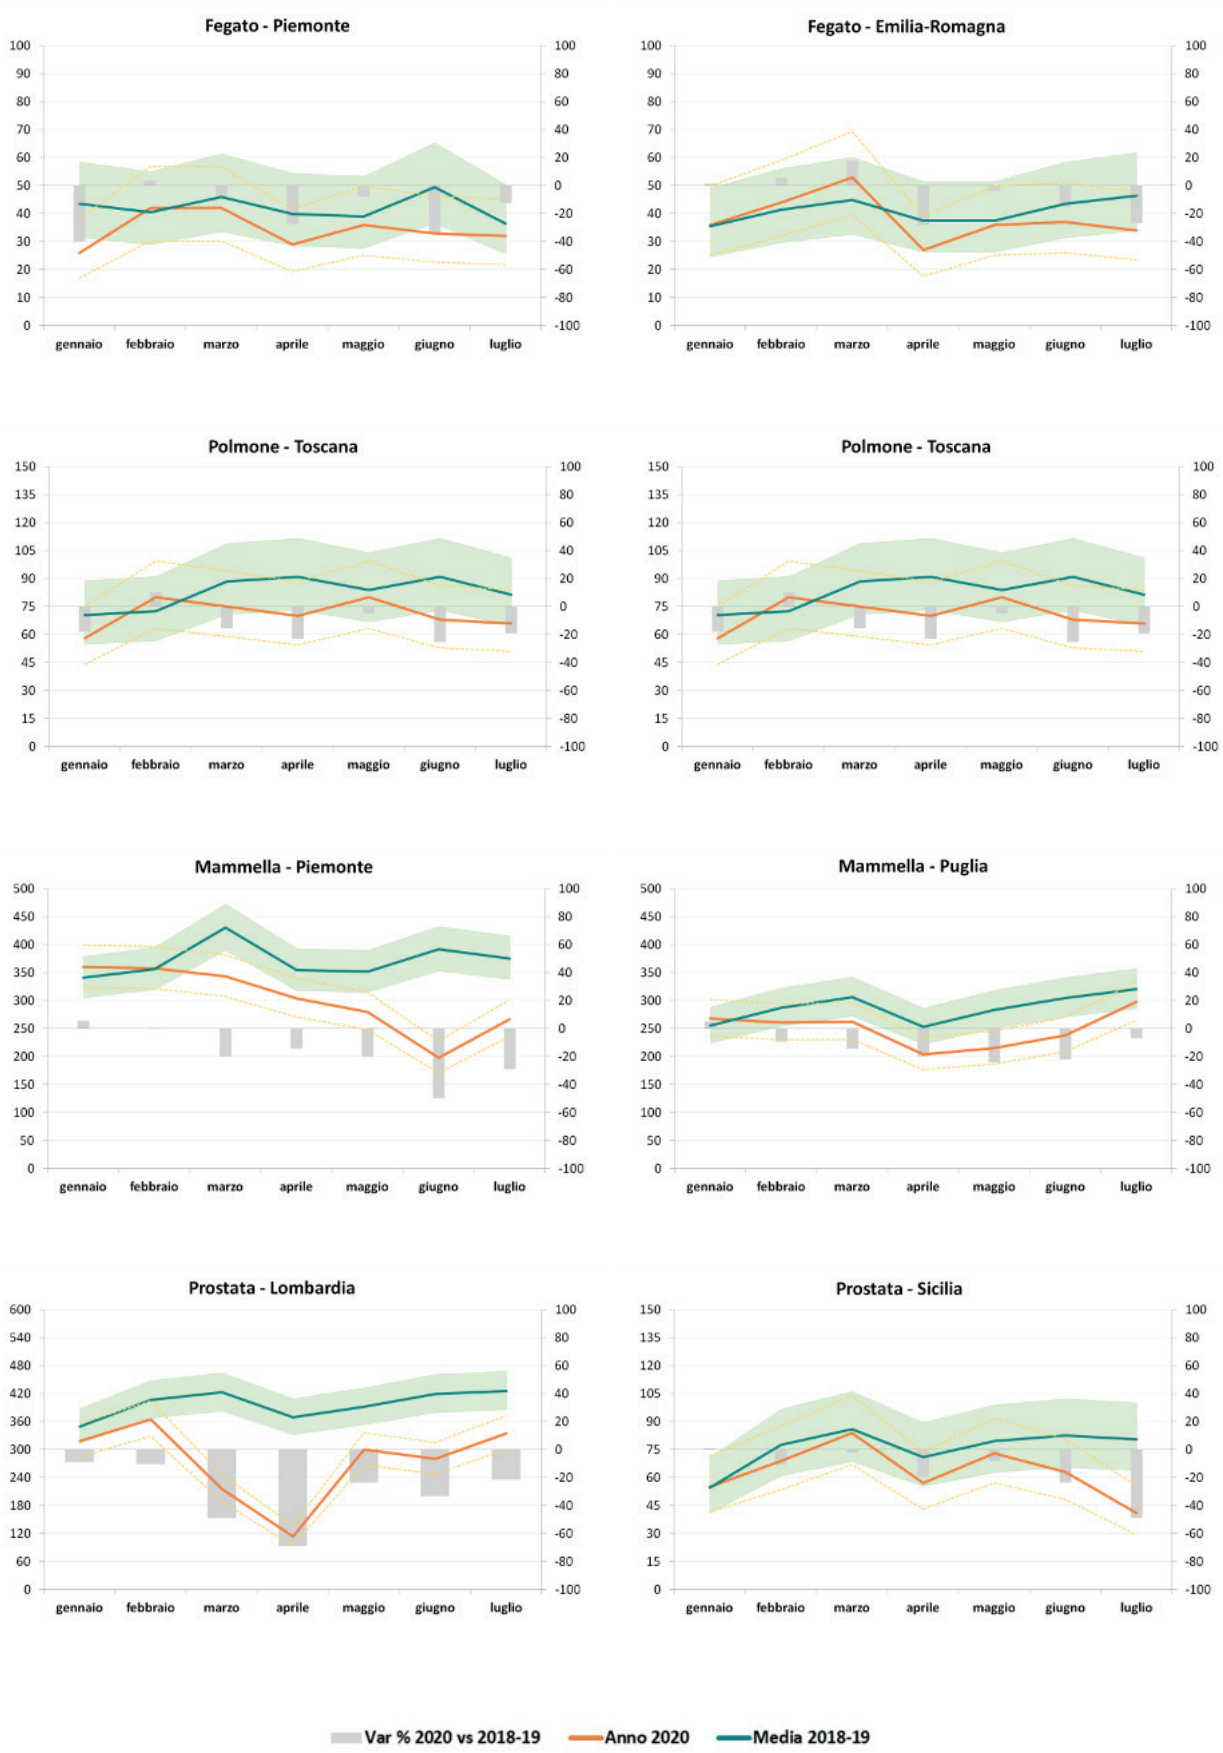 Fegato - Piemonte
100 90 80 70 60 50 40 30 20 10 0
100 80 60 40 20 0 -20 -40 -60 -80 -100
gennaio febbraio marzo aprile maggio giugno luglio
Fegato - Emilia-Romagna
100 90 80 70 60 50 40 30 20 10 0
100 80 60 40 20 0 -20 -40 -60 -80 -100
gennaio febbraio marzo aprile maggio giugno luglio
Polmone - Toscana
150 135 120 105 90 75 60 45 30 15 0
100 80 60 40 20 0 -20 -40 -60 -80 -100
gennaio febbraio marzo aprile maggio giugno luglio
Polmone - Toscana
150 135 120 105 90 75 60 45 30 15 0
100 80 60 40 20 0 -20 -40 -60 -80 -100
gennaio febbraio marzo aprile maggio giugno luglio
Mammella - Piemonte
500 450 400 350 300 250 200 150 100 50 0
100 80 60 40 20 0 -20 -40 -60 -80 -100
gennaio febbraio marzo aprile maggio giugno luglio
Mammella - Puglia
500 450 400 350 300 250 200 150 100 50 0
100 80 60 40 20 0 -20 -40 -60 -80 -100
gennaio febbraio marzo aprile maggio giugno luglio
Prostata - Lombardia
600 540 480 420 360 300 240 180 120 60 0
100 80 60 40 20 0 -20 -40 -60 -80 -100
gennaio febbraio marzo aprile maggio giugno luglio
Prostata - Sicilia
150 135 120 105 90 75 60 45 30 15 0
100 80 60 40 20 0 -20 -40 -60 -80 -100
gennaio febbraio marzo aprile maggio giugno luglio
Var % 2020 vs 2018-19 Anno 2020 Media 2018-19